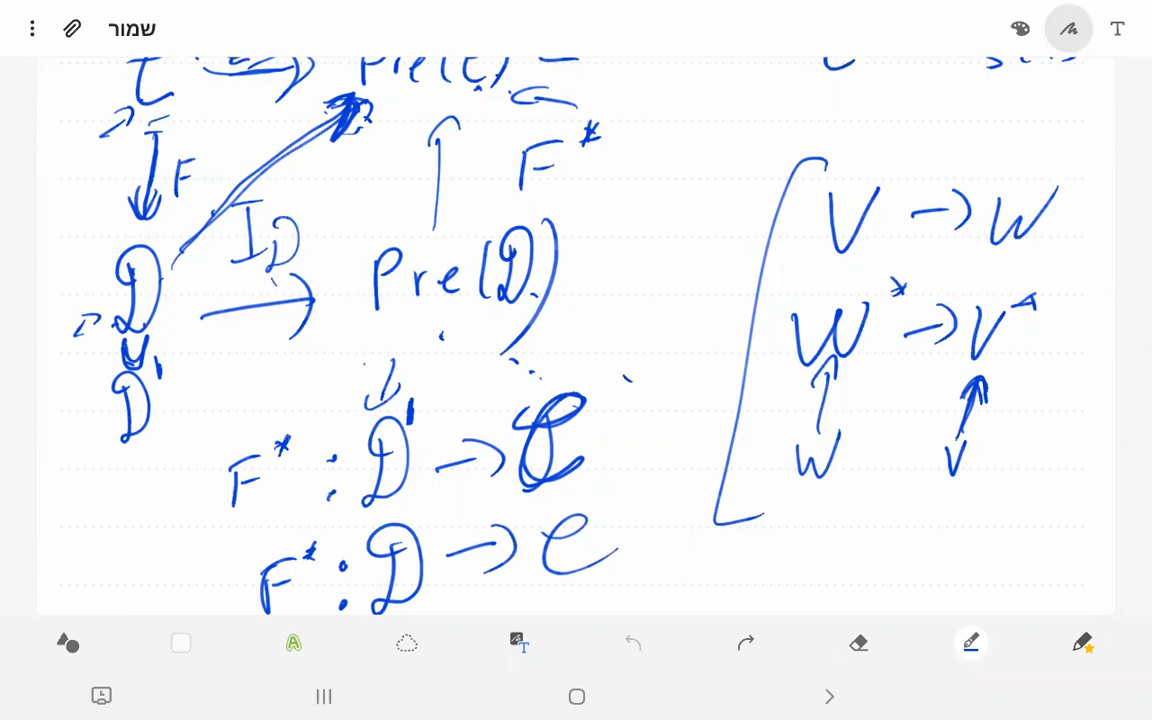 שמור
T
Pre(C)
F
F*
I_D
D → Pre(D)
D'
F* : D' → C
F* : D → C
V → W
W* → V*
W V